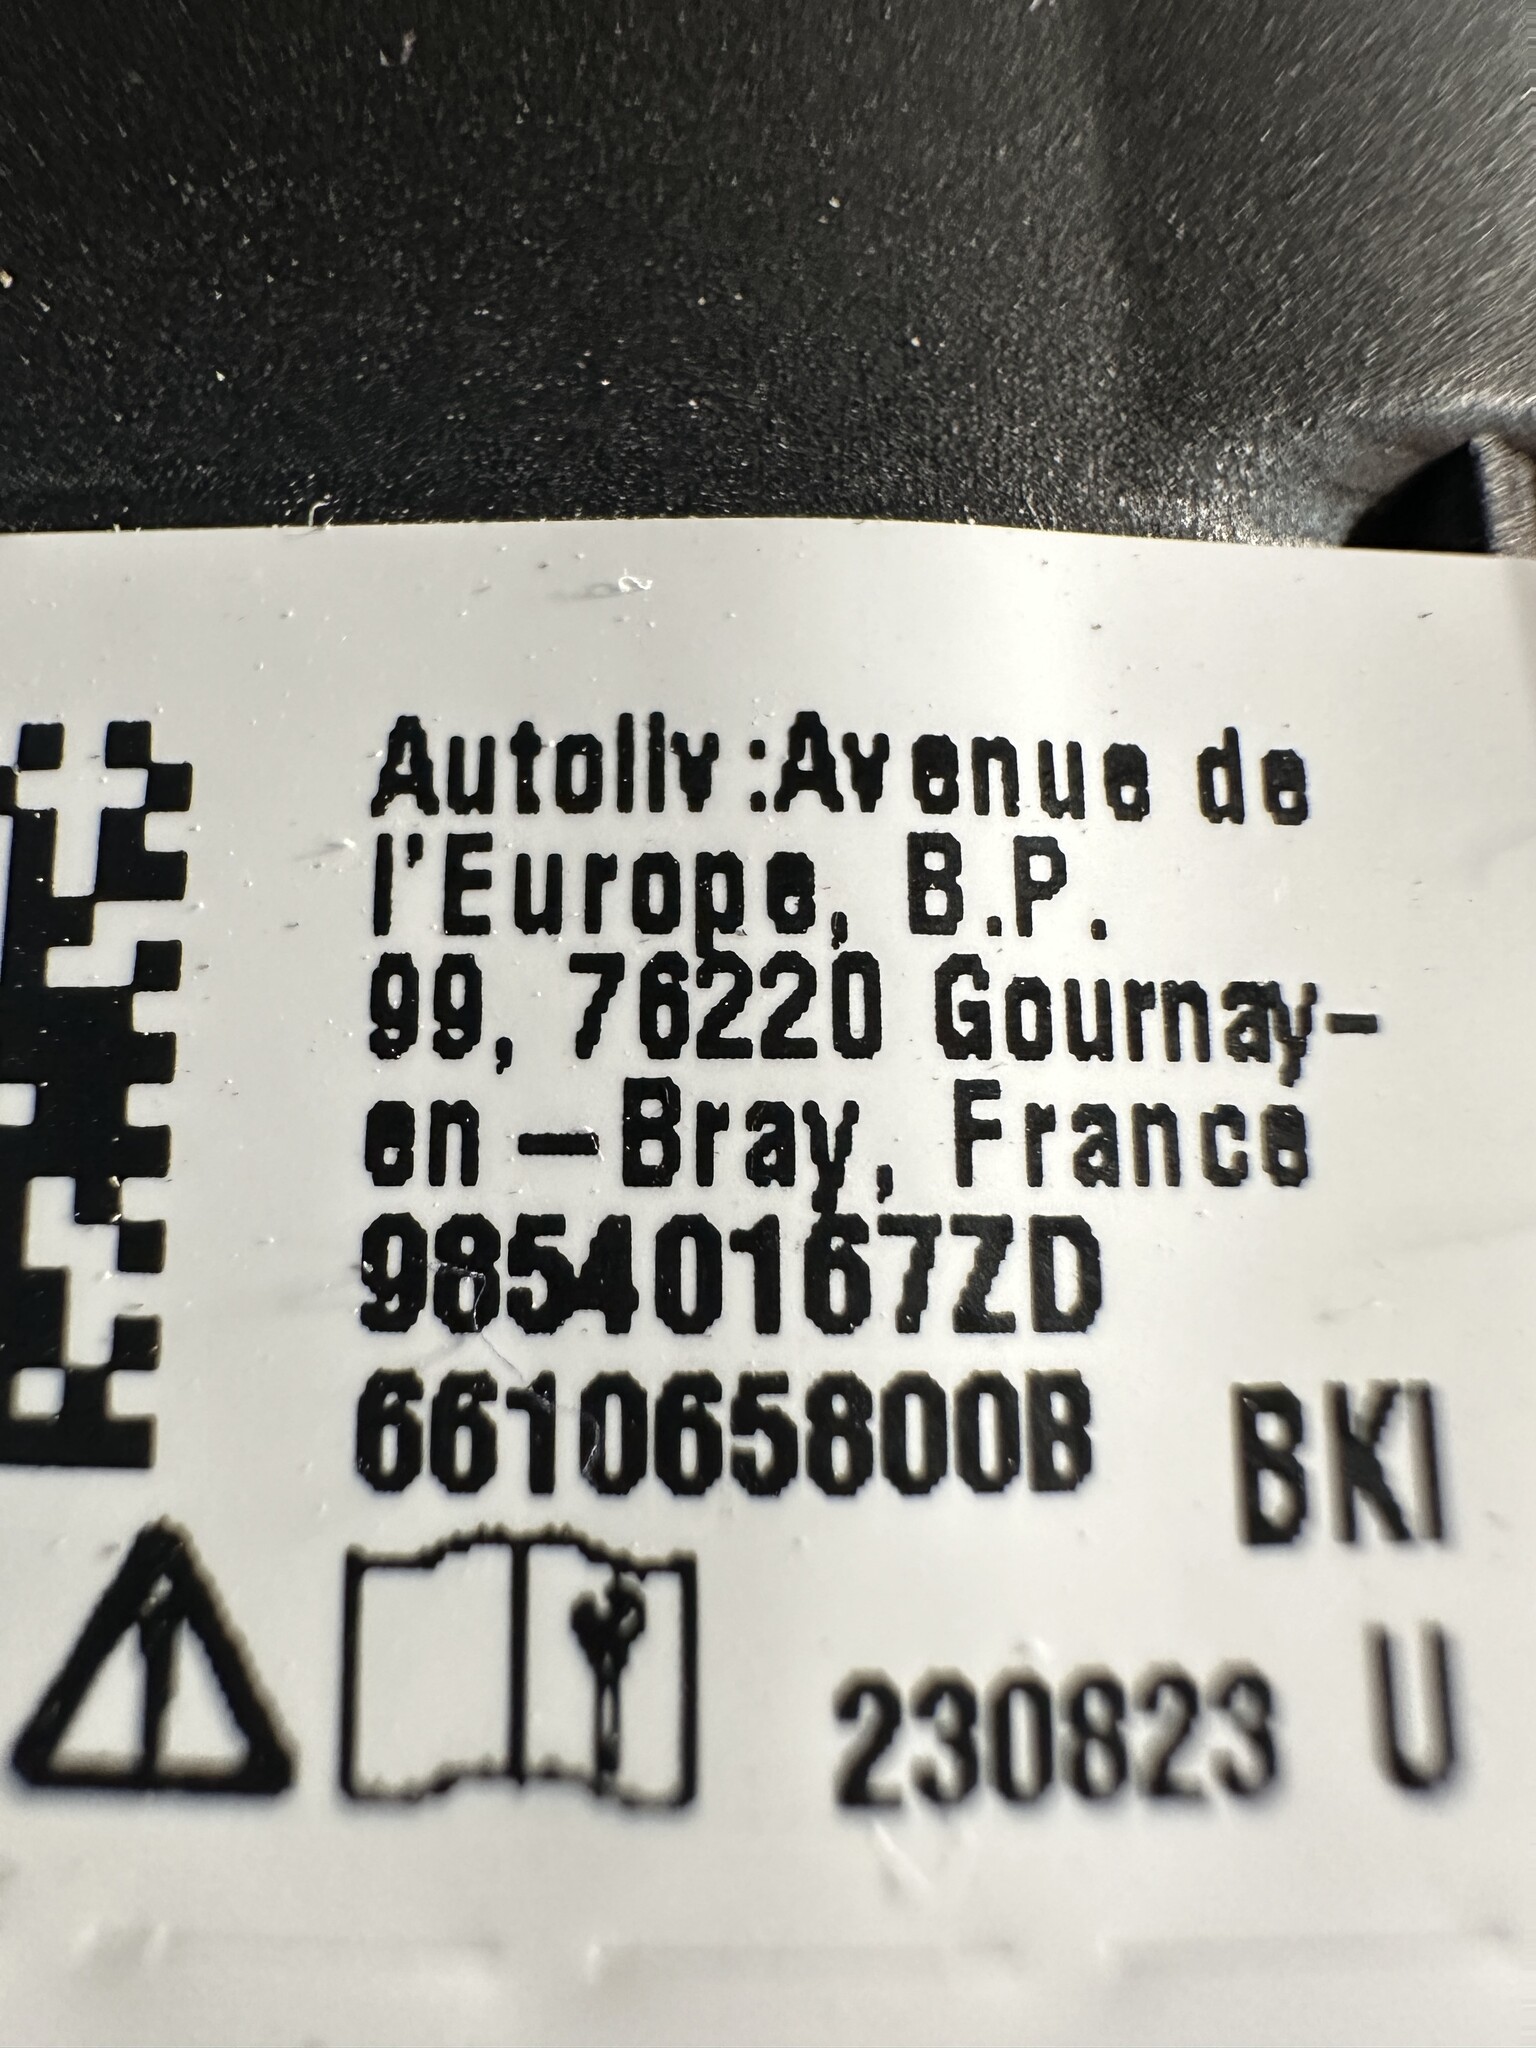 Autoliv :Avenue de
l'Europe, B.P.
99, 76220 Gournay-
en-Bray, France
98540167ZD
661065800B BKI
230823 U